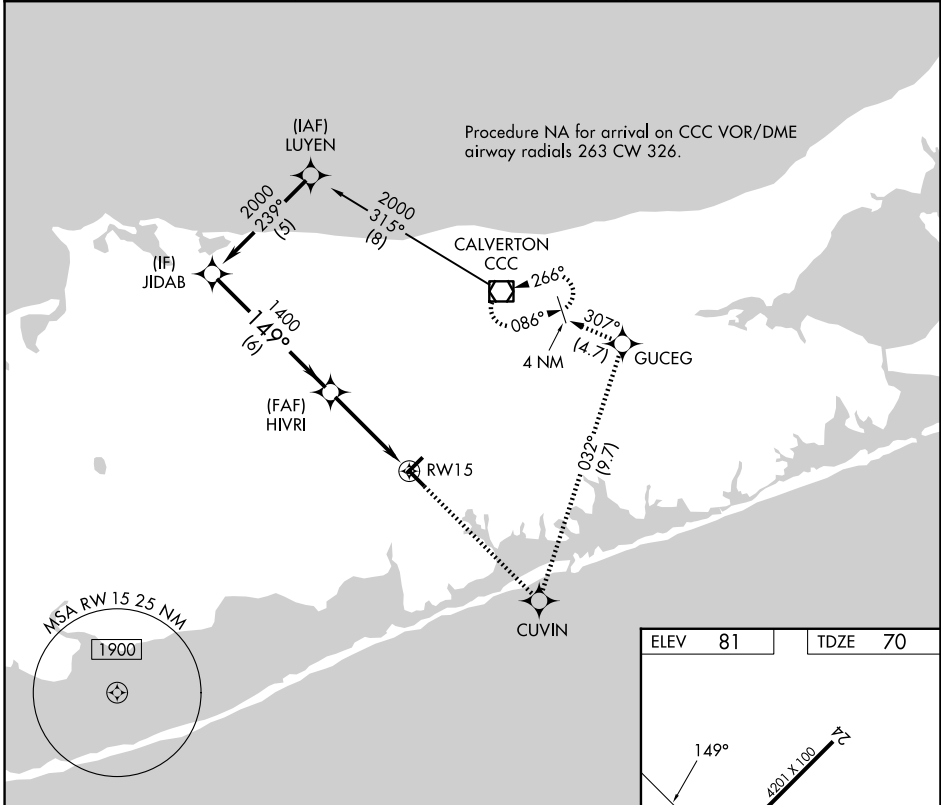 (IAF)
LUYEN
Procedure NA for arrival on CCC VOR/DME
airway radials 263 CW 326.
2000
239°
(5)
2000
315°
(8)
CALVERTON
CCC
(IF)
JIDAB
266°
086°
307°
(4.7)
4 NM
GUCEG
1400
149°
(6)
(FAF)
HIVRI
032°
(9.7)
RW15
CUVIN
MSA RW 15 25 NM
1900
ELEV 81
TDZE 70
149°
24
4201 X 100